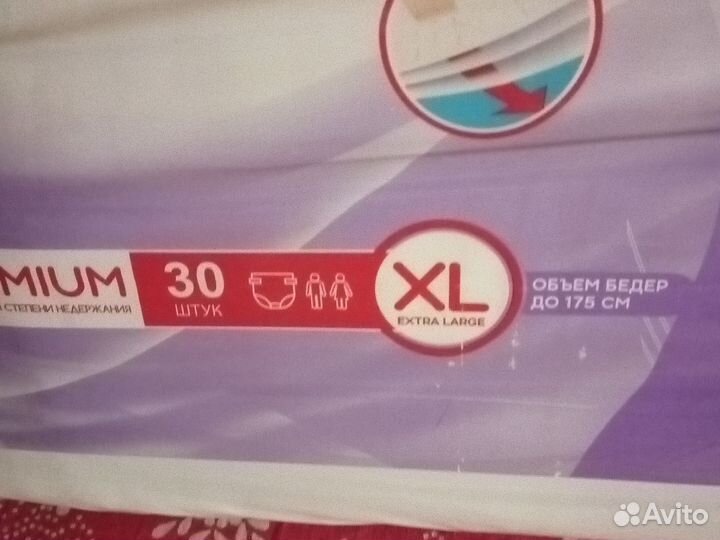 MIUM
СТЕПЕНИ НЕДЕРЖАНИЯ
30
ШТУК
XL
EXTRA LARGE
ОБЪЕМ БЕДЕР
ДО 175 СМ
Avito